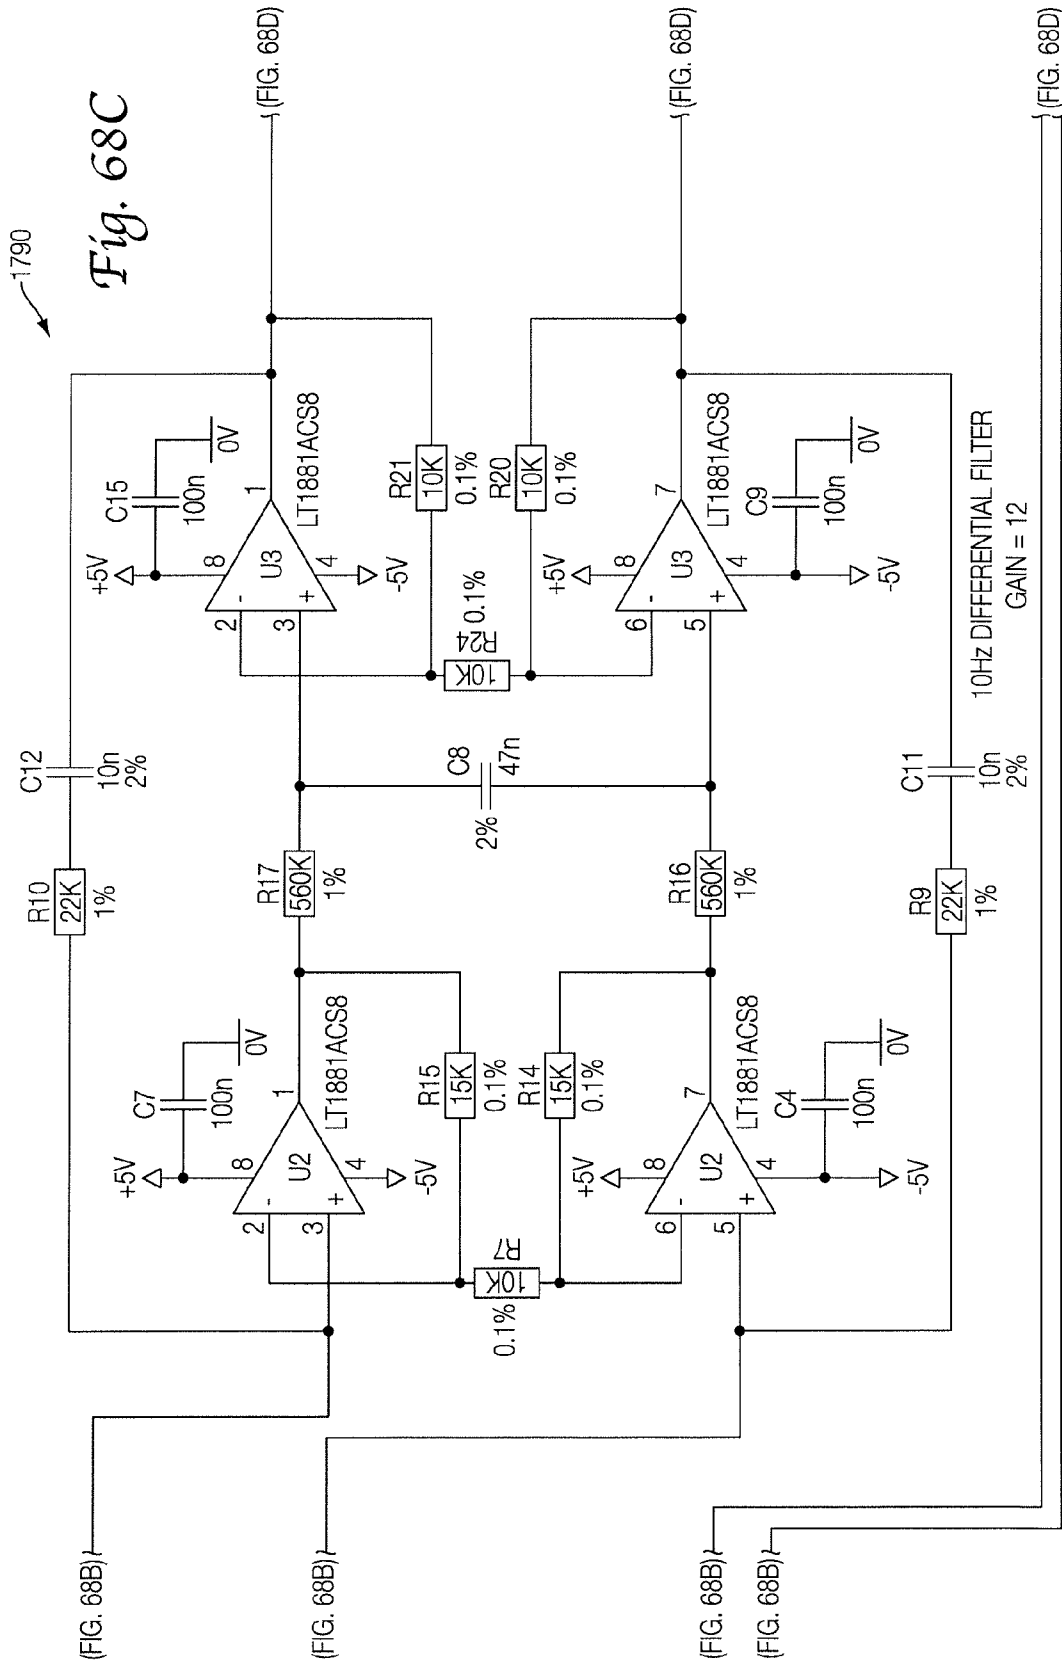 1790
Fig. 68C
(FIG. 68B)
(FIG. 68B)
(FIG. 68B)
(FIG. 68B)
R10
22K
1%
C12
10n
2%
+5V
C7
100n
0V
8
2
-
3
+
U2
1
4
-5V
LT1881ACS8
R15
15K
0.1%
R7
10K
0.1%
R14
15K
0.1%
+5V
8
6
-
5
+
U2
7
4
-5V
LT1881ACS8
C4
100n
0V
R17
560K
1%
C8
47n
2%
R16
560K
1%
+5V
C15
100n
0V
8
2
-
3
+
U3
1
4
-5V
LT1881ACS8
R21
10K
0.1%
R24
10K
0.1%
R20
10K
0.1%
+5V
8
6
-
5
+
U3
7
4
-5V
LT1881ACS8
C9
100n
0V
R9
22K
1%
C11
10n
2%
10Hz DIFFERENTIAL FILTER
GAIN = 12
(FIG. 68D)
(FIG. 68D)
(FIG. 68D)